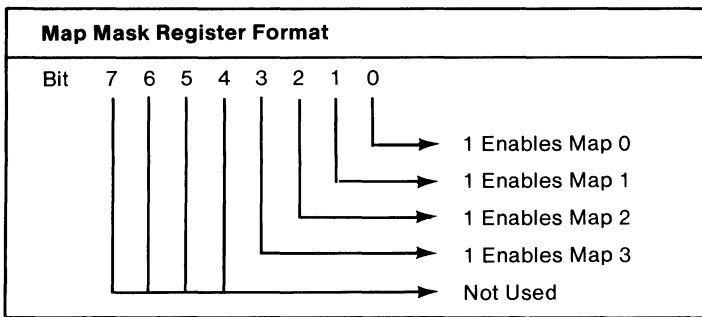 Map Mask Register Format
Bit 7 6 5 4 3 2 1 0
1 Enables Map 0
1 Enables Map 1
1 Enables Map 2
1 Enables Map 3
Not Used